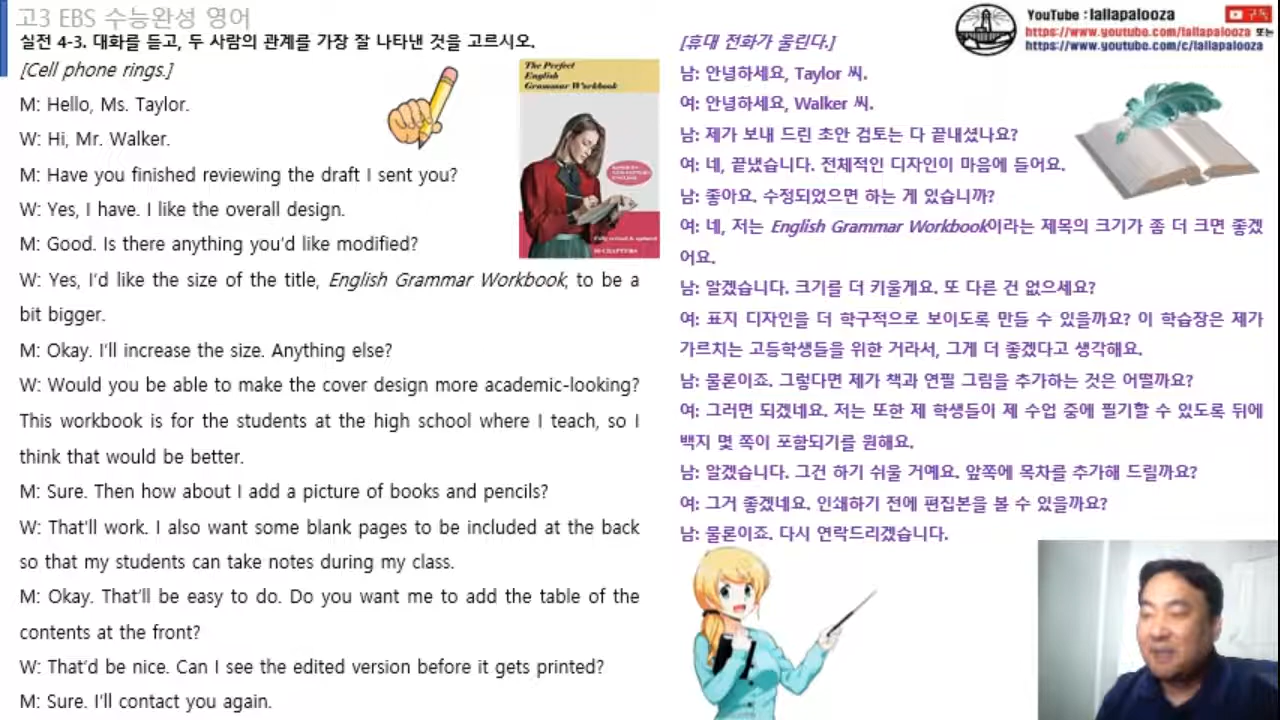 고3 EBS 수능완성 영어
실전 4-3. 대화를 듣고, 두 사람의 관계를 가장 잘 나타낸 것을 고르시오.
[Cell phone rings.]
M: Hello, Ms. Taylor.
W: Hi, Mr. Walker.
M: Have you finished reviewing the draft I sent you?
W: Yes, I have. I like the overall design.
M: Good. Is there anything you’d like modified?
W: Yes, I’d like the size of the title, English Grammar Workbook, to be a
bit bigger.
M: Okay. I’ll increase the size. Anything else?
W: Would you be able to make the cover design more academic-looking?
This workbook is for the students at the high school where I teach, so I
think that would be better.
M: Sure. Then how about I add a picture of books and pencils?
W: That’ll work. I also want some blank pages to be included at the back
so that my students can take notes during my class.
M: Okay. That’ll be easy to do. Do you want me to add the table of the
contents at the front?
W: That’d be nice. Can I see the edited version before it gets printed?
M: Sure. I’ll contact you again.
The Perfect
English
Grammar Workbook
Fully revised & updated
[휴대 전화가 울린다.]
남: 안녕하세요, Taylor 씨.
여: 안녕하세요, Walker 씨.
남: 제가 보내 드린 초안 검토는 다 끝내셨나요?
여: 네, 끝냈습니다. 전체적인 디자인이 마음에 들어요.
남: 좋아요. 수정되었으면 하는 게 있습니까?
여: 네, 저는 English Grammar Workbook이라는 제목의 크기가 좀 더 크면 좋겠
어요.
남: 알겠습니다. 크기를 더 키울게요. 또 다른 건 없으세요?
여: 표지 디자인을 더 학구적으로 보이도록 만들 수 있을까요? 이 학습장은 제가
가르치는 고등학생들을 위한 거라서, 그게 더 좋겠다고 생각해요.
남: 물론이죠. 그렇다면 제가 책과 연필 그림을 추가하는 것은 어떨까요?
여: 그러면 되겠네요. 저는 또한 제 학생들이 제 수업 중에 필기할 수 있도록 뒤에
백지 몇 쪽이 포함되기를 원해요.
남: 알겠습니다. 그건 하기 쉬울 거예요. 앞쪽에 목차를 추가해 드릴까요?
여: 그거 좋겠네요. 인쇄하기 전에 편집본을 볼 수 있을까요?
남: 물론이죠. 다시 연락드리겠습니다.
YouTube : lallapalooza
구독
https://www.youtube.com/lallapalooza 또는
https://www.youtube.com/c/lallapalooza